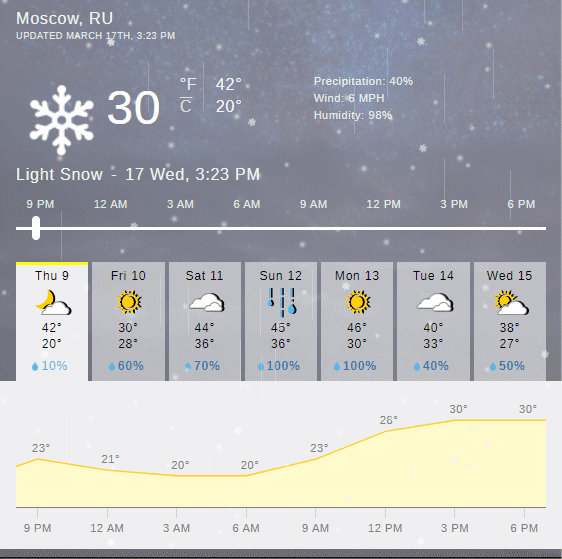 Moscow, RU
UPDATED MARCH 17TH, 3:23 PM
30 °F 42°
C 20°
Precipitation: 40%
Wind: 6 MPH
Humidity: 98%
Light Snow - 17 Wed, 3:23 PM
9 PM 12 AM 3 AM 6 AM 9 AM 12 PM 3 PM 6 PM
Thu 9 Fri 10 Sat 11 Sun 12 Mon 13 Tue 14 Wed 15
42° 30° 44° 45° 46° 40° 38°
20° 28° 36° 36° 30° 33° 27°
10% 60% 70% 100% 100% 40% 50%
23° 21° 20° 20° 23° 28° 30° 30°
9 PM 12 AM 3 AM 6 AM 9 AM 12 PM 3 PM 6 PM